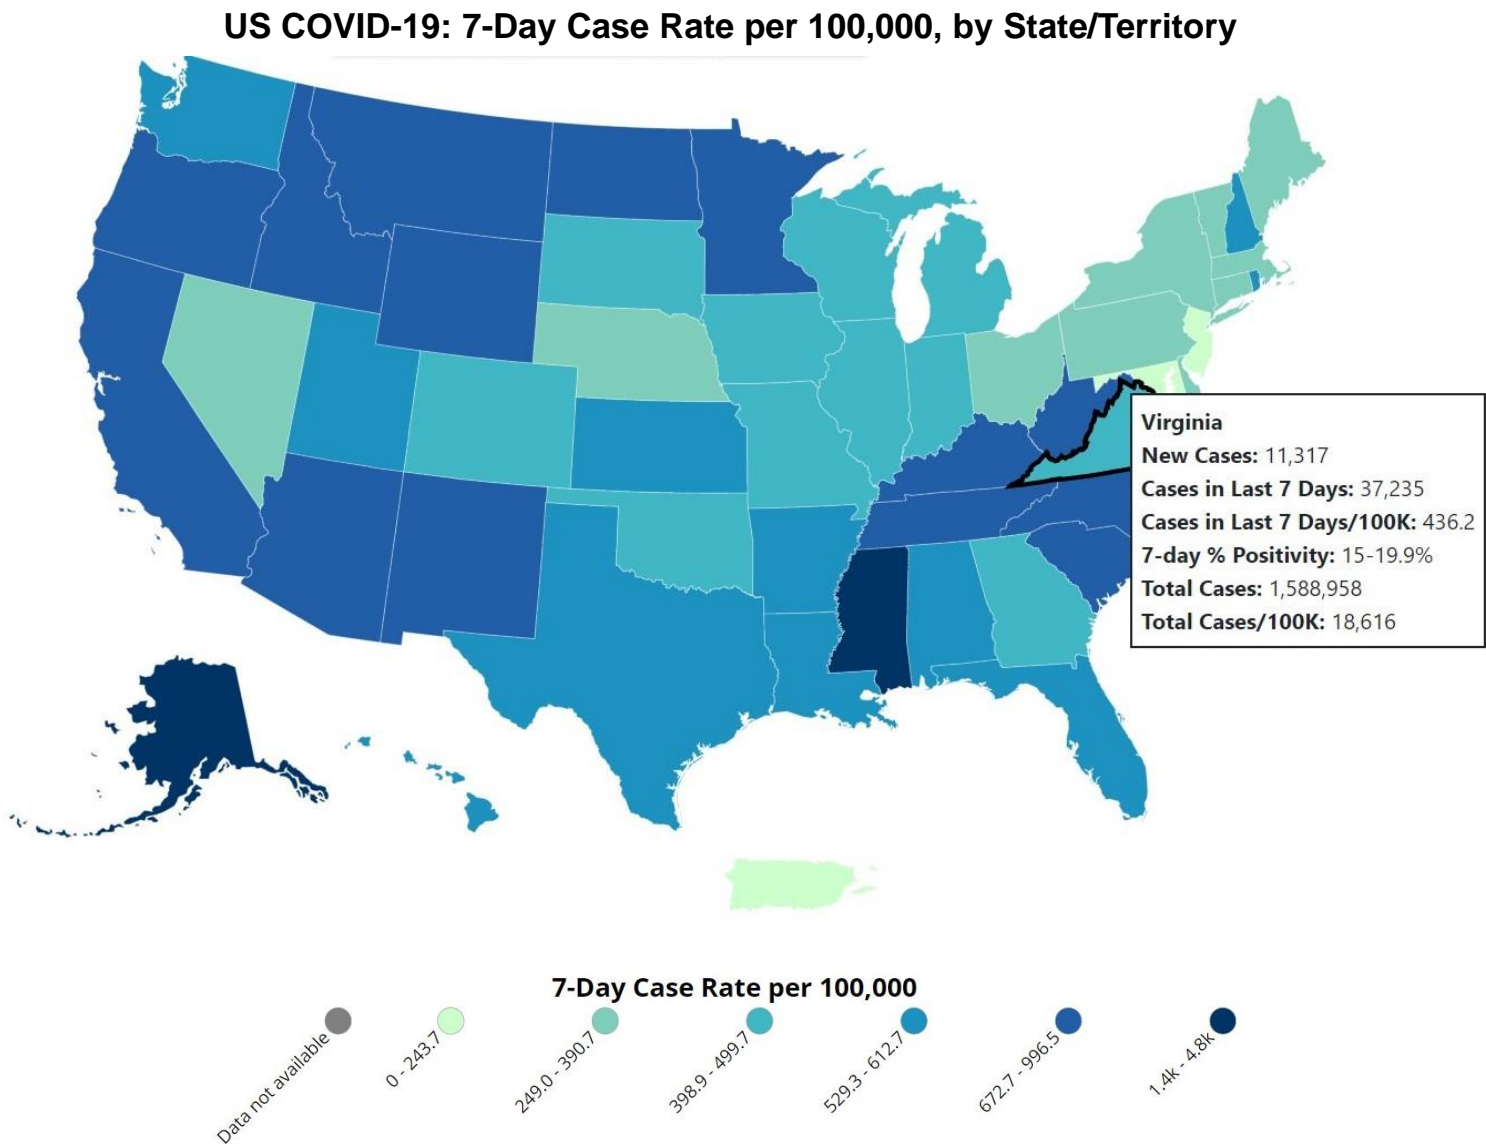 US COVID-19: 7-Day Case Rate per 100,000, by State/Territory
Virginia
New Cases: 11,317
Cases in Last 7 Days: 37,235
Cases in Last 7 Days/100K: 436.2
7-day % Positivity: 15-19.9%
Total Cases: 1,588,958
Total Cases/100K: 18,616
7-Day Case Rate per 100,000
Data not available
0 - 243.7
249.0 - 390.7
398.9 - 499.7
529.3 - 612.7
672.7 - 996.5
1.4k - 4.8k